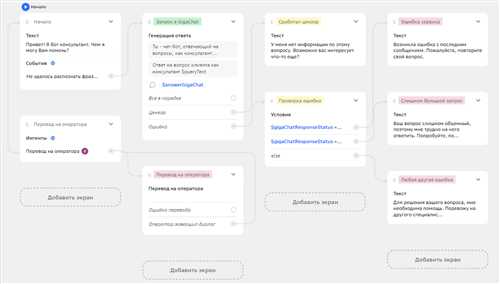 Начало
Начало
Текст
Привет! Я бот консультант. Чем я
могу Вам помочь?
События
Не удалось распознать фраз...
Перевод на оператора
Интенты
Перевод на оператора
Добавить экран
Запрос в GigaChat
Генерация ответа
Ты - чат-бот, отвечающий на
вопросы, как консультант...
Ответ на вопрос клиента как
консультант $queryText
$answerGigaChat
Все в порядке
Цензор
Ошибка
Перевод на оператора
Перевод на оператора
Ошибка перевода
Оператор завершил диалог
Добавить экран
Сработал цензор
Текст
У меня нет информации по этому
вопросу. Возможно вас интересует
что-то еще?
Проверка ошибки
Условия
$gigaChatResponseStatus =...
$gigaChatResponseStatus =...
else
Добавить экран
Ошибка сервиса
Текст
Возникла ошибка с последним
сообщением. Пожалуйста, повторите
свой вопрос.
Слишком большой вопрос
Текст
Ваш вопрос слишком объемный,
поэтому мне трудно на него
ответить. Попробуйте, по...
Любая другая ошибка
Текст
Для решения вашего вопроса, мне
необходима помощь. Перевожу на
другого специалис...
Добавить экран